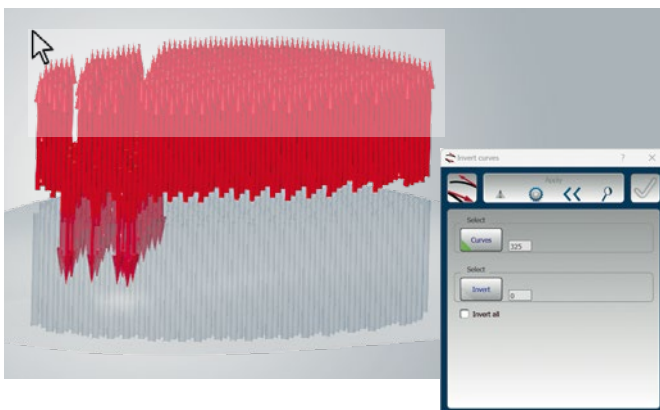 Invert curves ? ×
Apply
Select
Curves 325
Select
Invert 0
Invert all